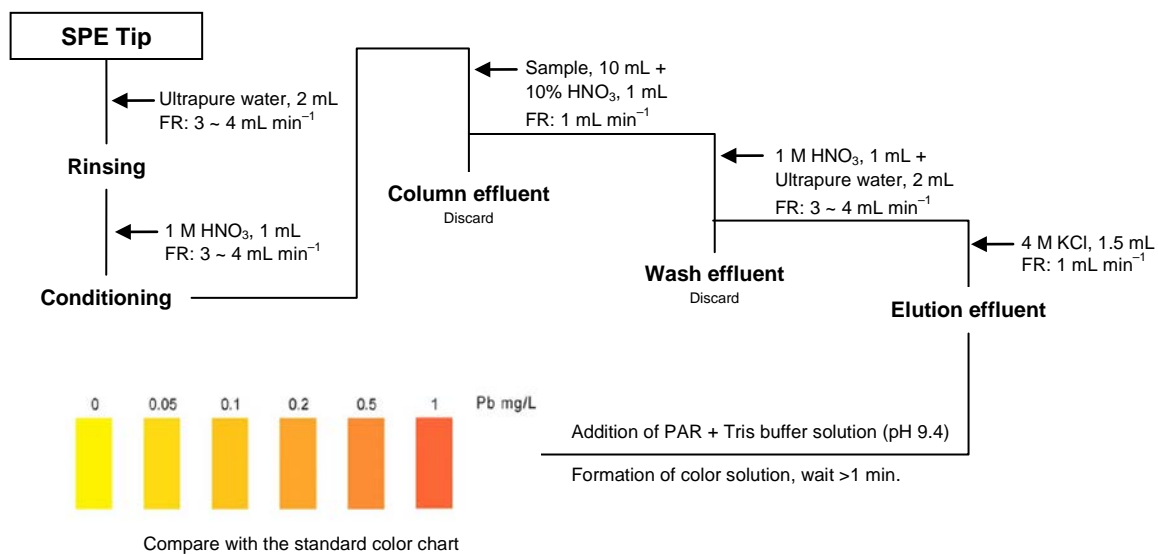 SPE Tip
Ultrapure water, 2 mL
FR: 3 ~ 4 mL min⁻¹
Rinsing
1 M HNO₃, 1 mL
FR: 3 ~ 4 mL min⁻¹
Conditioning
Sample, 10 mL +
10% HNO₃, 1 mL
FR: 1 mL min⁻¹
Column effluent
Discard
1 M HNO₃, 1 mL +
Ultrapure water, 2 mL
FR: 3 ~ 4 mL min⁻¹
Wash effluent
Discard
4 M KCl, 1.5 mL
FR: 1 mL min⁻¹
Elution effluent
Addition of PAR + Tris buffer solution (pH 9.4)
Formation of color solution, wait >1 min.
0 0.05 0.1 0.2 0.5 1 Pb mg/L
Compare with the standard color chart